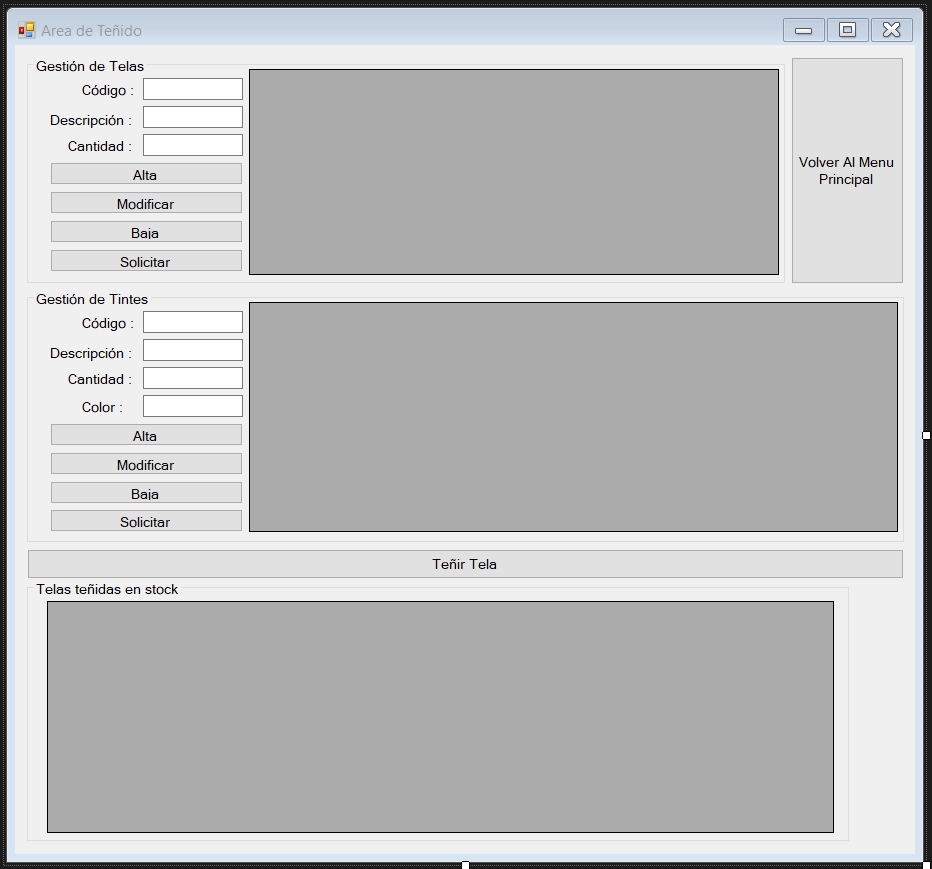 Area de Teñido
Gestión de Telas
Código :
Descripción :
Cantidad :
Alta
Modificar
Baja
Solicitar
Volver Al Menu
Principal
Gestión de Tintes
Código :
Descripción :
Cantidad :
Color :
Alta
Modificar
Baja
Solicitar
Teñir Tela
Telas teñidas en stock